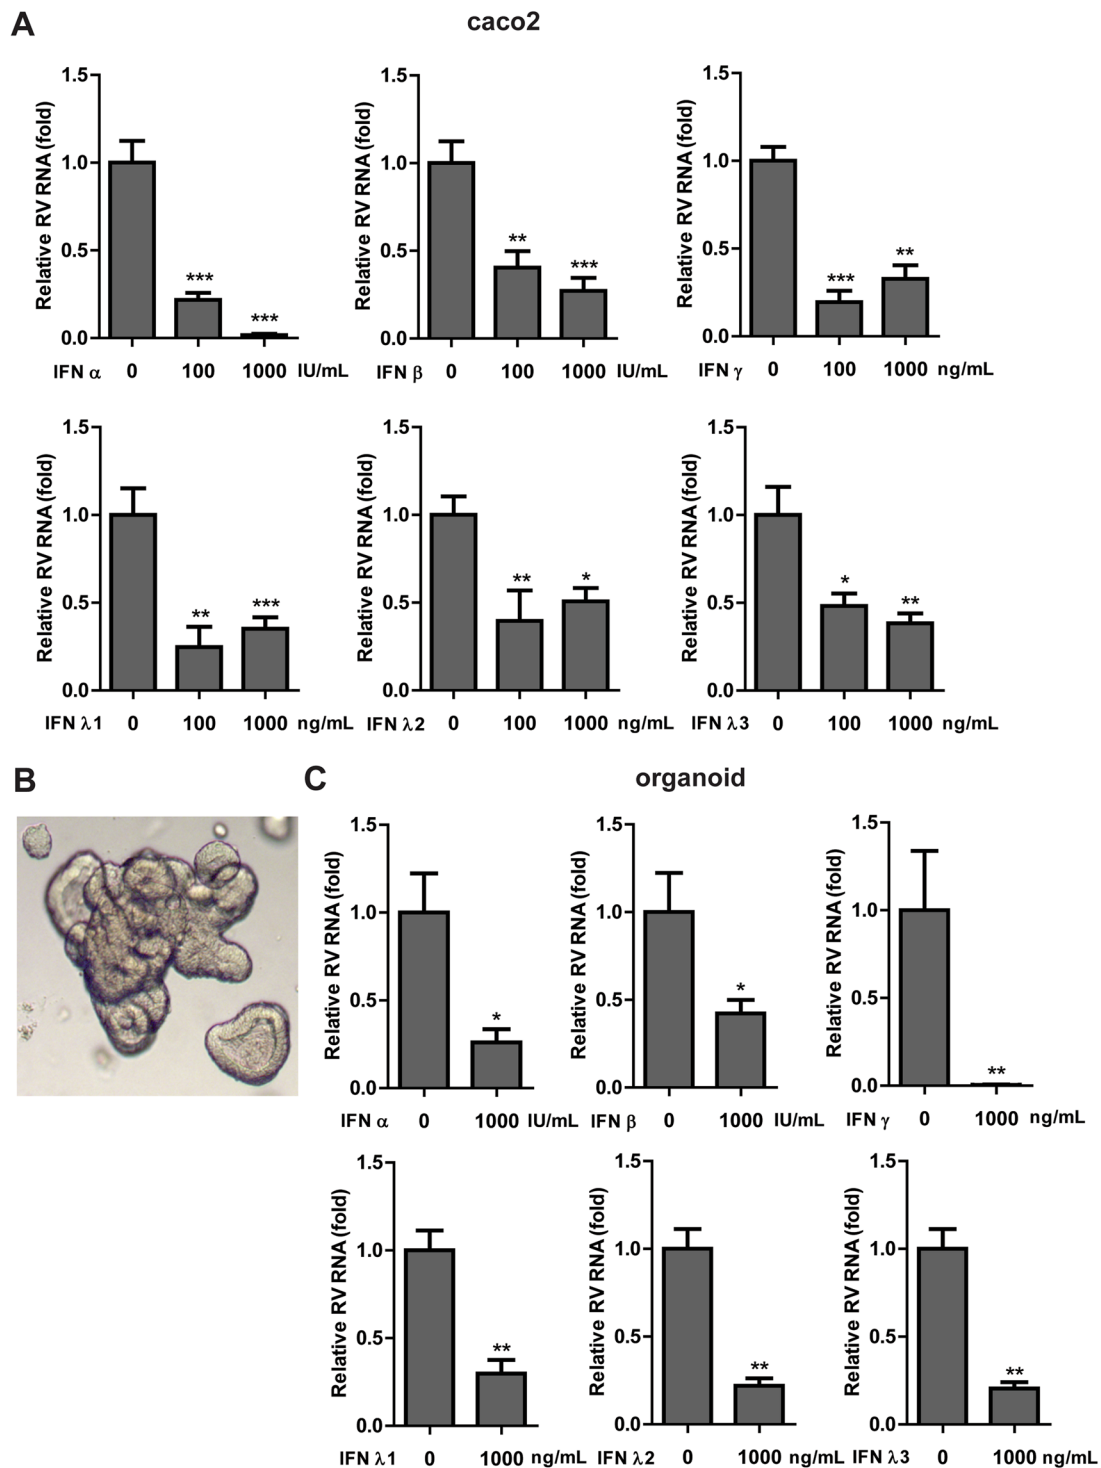 A
caco2
Relative RV RNA (fold)
1.5
1.0
0.5
0.0
***
***
IFN α 0 100 1000 IU/mL
Relative RV RNA (fold)
1.5
1.0
0.5
0.0
**
***
IFN β 0 100 1000 IU/mL
Relative RV RNA (fold)
1.5
1.0
0.5
0.0
***
**
IFN γ 0 100 1000 ng/mL
Relative RV RNA (fold)
1.5
1.0
0.5
0.0
**
***
IFN λ1 0 100 1000 ng/mL
Relative RV RNA (fold)
1.5
1.0
0.5
0.0
**
*
IFN λ2 0 100 1000 ng/mL
Relative RV RNA (fold)
1.5
1.0
0.5
0.0
*
**
IFN λ3 0 100 1000 ng/mL
B
C
organoid
Relative RV RNA (fold)
1.5
1.0
0.5
0.0
*
IFN α 0 1000 IU/mL
Relative RV RNA (fold)
1.5
1.0
0.5
0.0
*
IFN β 0 1000 IU/mL
Relative RV RNA (fold)
1.5
1.0
0.5
0.0
**
IFN γ 0 1000 ng/mL
Relative RV RNA (fold)
1.5
1.0
0.5
0.0
**
IFN λ1 0 1000 ng/mL
Relative RV RNA (fold)
1.5
1.0
0.5
0.0
**
IFN λ2 0 1000 ng/mL
Relative RV RNA (fold)
1.5
1.0
0.5
0.0
**
IFN λ3 0 1000 ng/mL